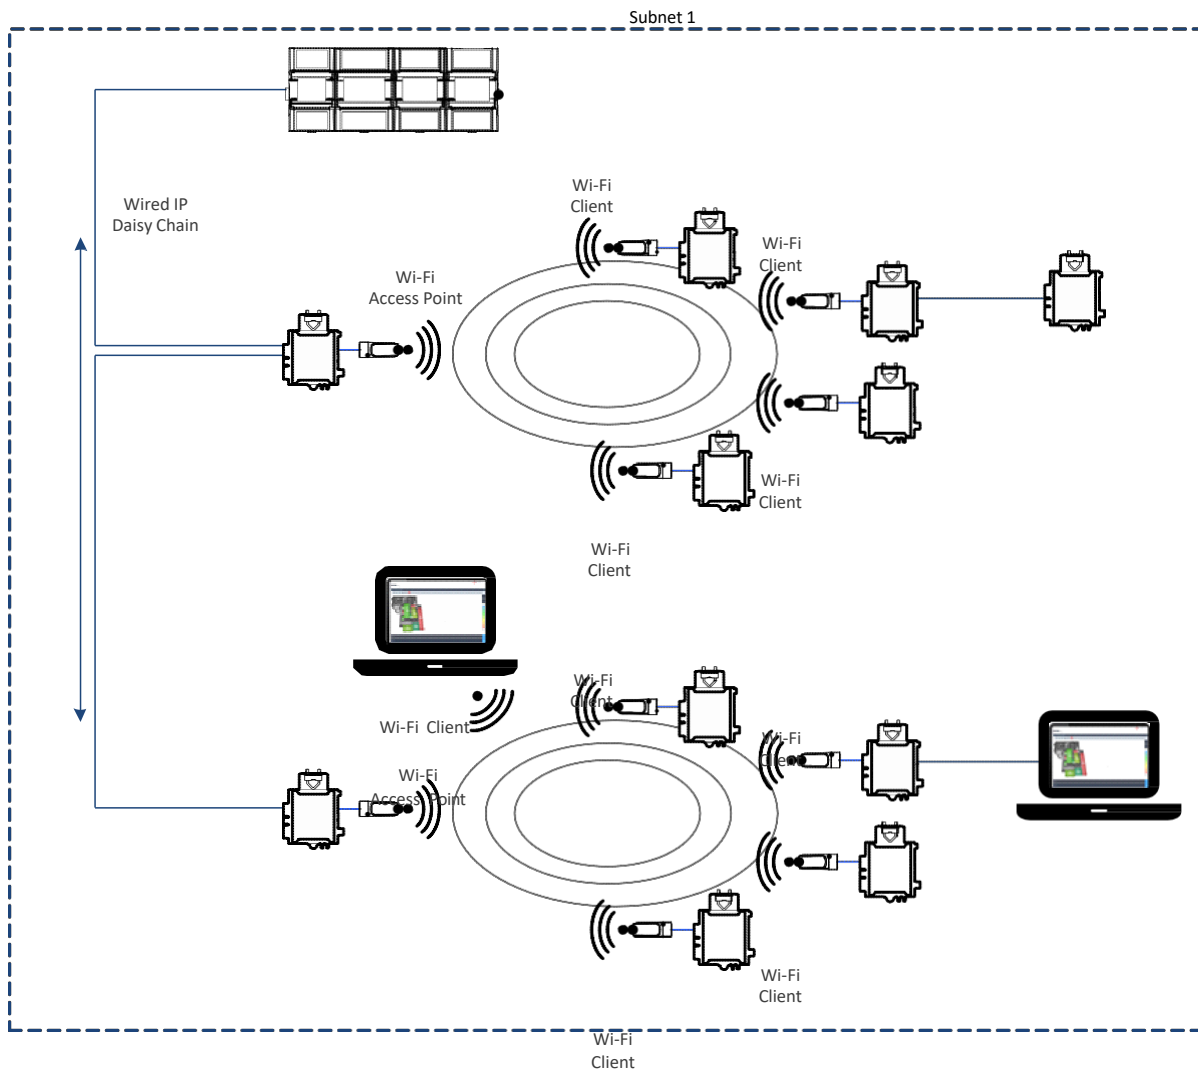 Subnet 1
Wired IP
Daisy Chain
Wi-Fi
Client
Wi-Fi
Client
Wi-Fi
Access Point
Wi-Fi
Client
Wi-Fi
Client
Wi-Fi
Client
Wi-Fi Client
Wi-Fi
Client
Wi-Fi
Access Point
Wi-Fi
Client
Wi-Fi
Client